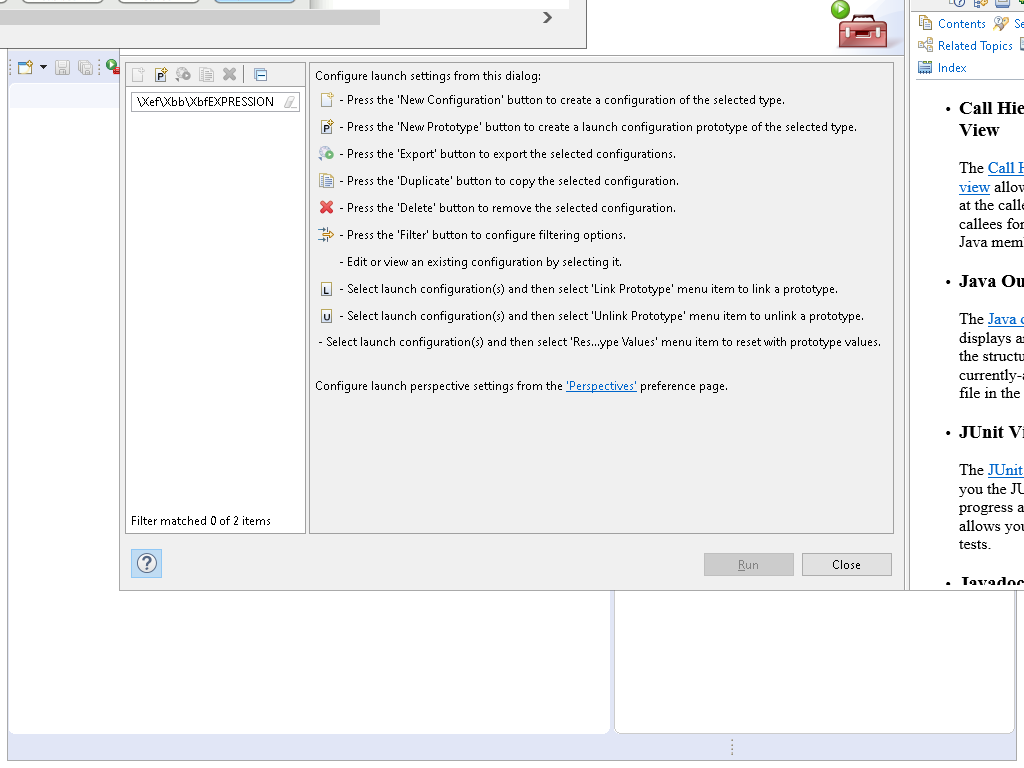 Configure launch settings from this dialog:
\Xef\Xbb\XbfEXPRESSION
- Press the 'New Configuration' button to create a configuration of the selected type.
- Press the 'New Prototype' button to create a launch configuration prototype of the selected type.
- Press the 'Export' button to export the selected configurations.
- Press the 'Duplicate' button to copy the selected configuration.
- Press the 'Delete' button to remove the selected configuration.
- Press the 'Filter' button to configure filtering options.
- Edit or view an existing configuration by selecting it.
- Select launch configuration(s) and then select 'Link Prototype' menu item to link a prototype.
- Select launch configuration(s) and then select 'Unlink Prototype' menu item to unlink a prototype.
- Select launch configuration(s) and then select 'Res...ype Values' menu item to reset with prototype values.
Configure launch perspective settings from the 'Perspectives' preference page.
Filter matched 0 of 2 items
Run
Close
Contents
Related Topics
Index
• Call Hie
View
The Call
view allow
at the calle
callees for
Java mem
• Java Ou
The Java
displays a
the structu
currently-a
file in the
• JUnit Vi
The JUnit
you the JU
progress a
allows you
tests.
• Javadoc